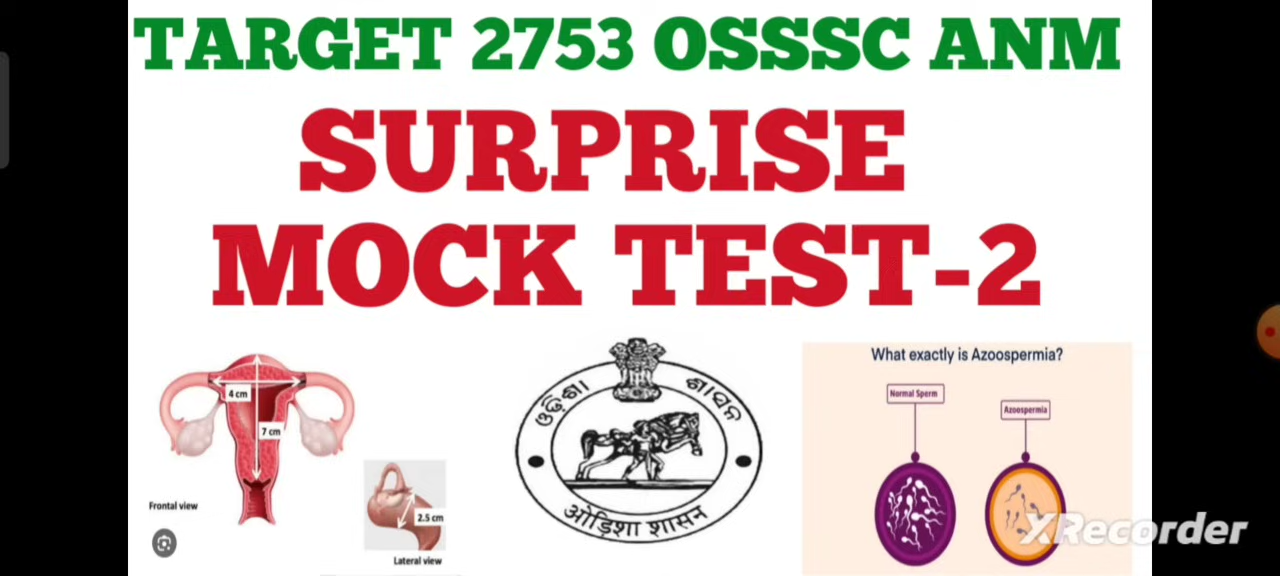 TARGET 2753 OSSSC ANM
SURPRISE
MOCK TEST-2
4 cm
7 cm
Frontal view
2.5 cm
Lateral view
ଓଡ଼ିଶା ଶାସନ
ओड़िशा शासन
What exactly is Azoospermia?
Normal Sperm
Azoospermia
XRecorder